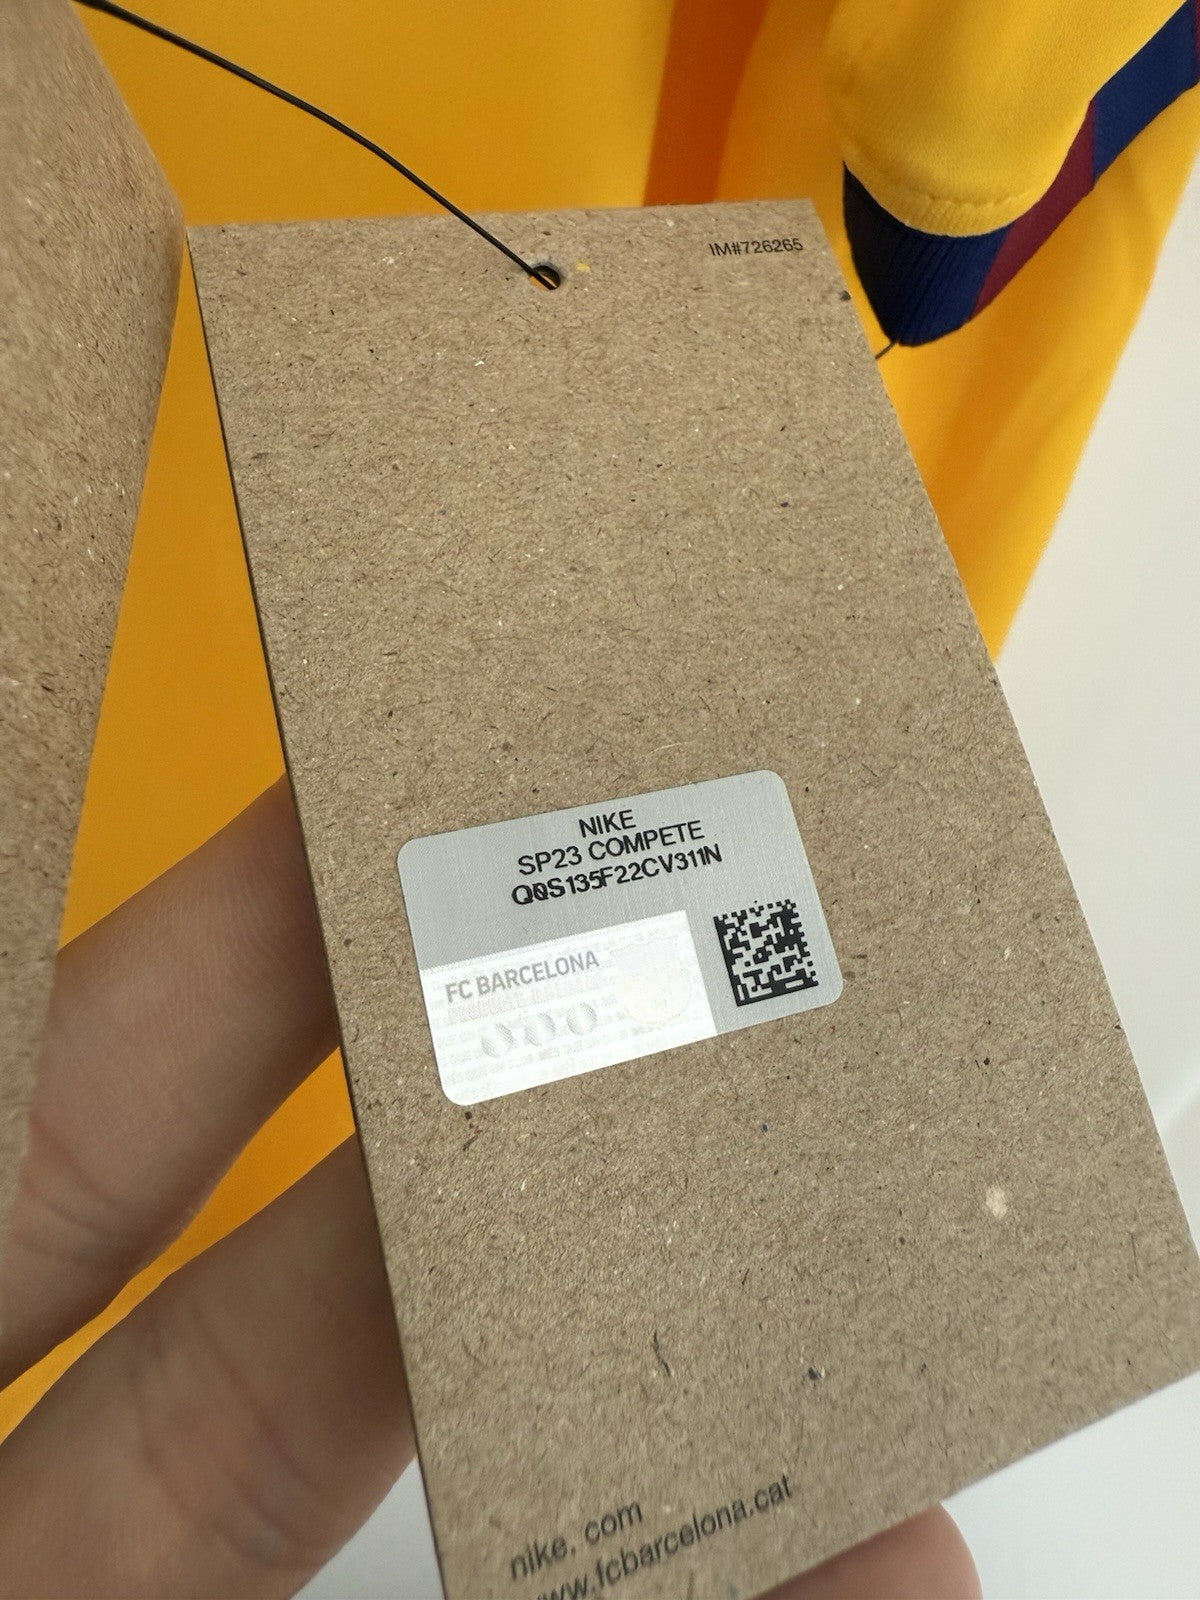 IM#726265
NIKE
SP23 COMPETE
Q0S135F22CV311N
FC BARCELONA
nike. com
www.fcbarcelona.cat